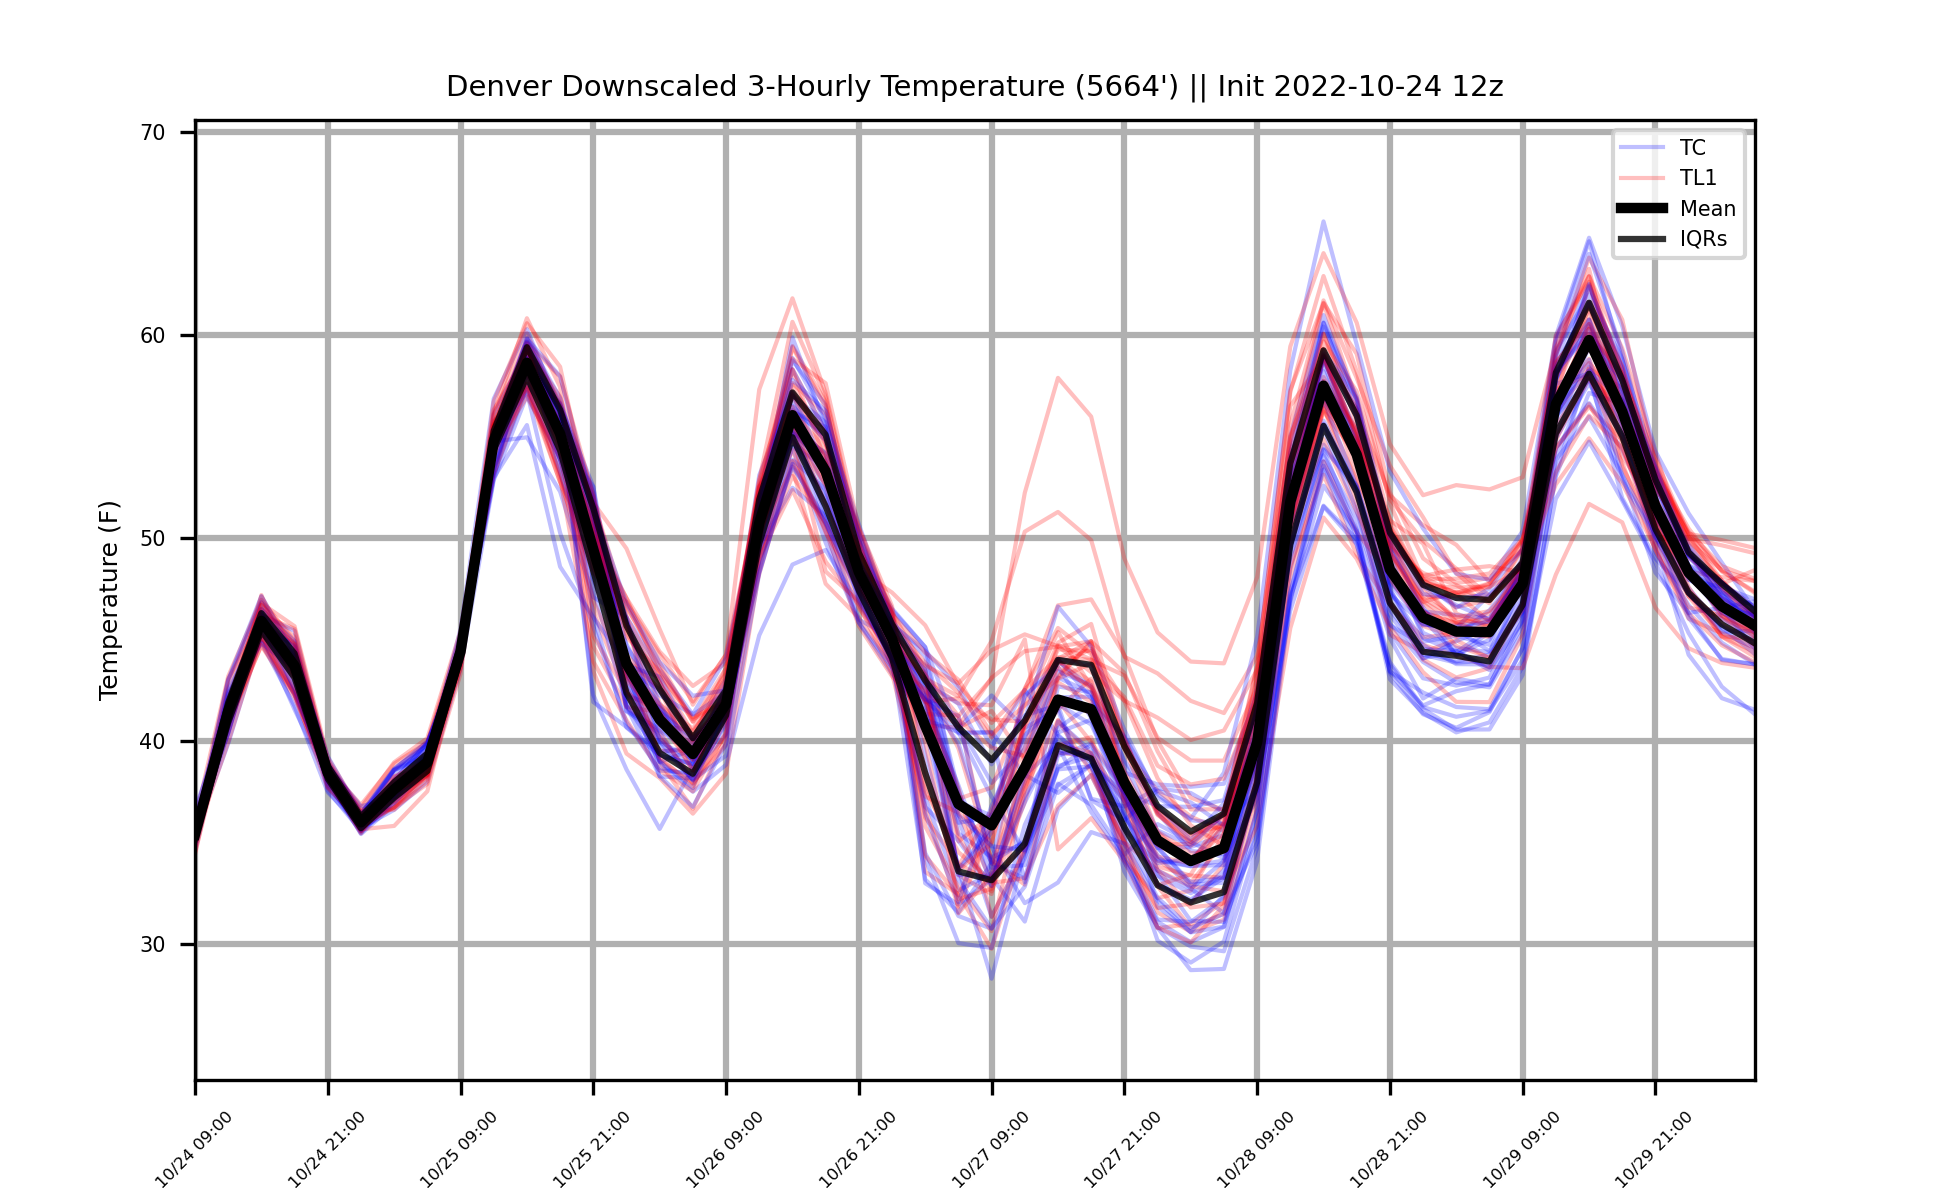 Denver Downscaled 3-Hourly Temperature (5664') || Init 2022-10-24 12z
TC
TL1
Mean
IQRs
Temperature (F)
70
60
50
40
30
10/24 09:00
10/24 21:00
10/25 09:00
10/25 21:00
10/26 09:00
10/26 21:00
10/27 09:00
10/27 21:00
10/28 09:00
10/28 21:00
10/29 09:00
10/29 21:00